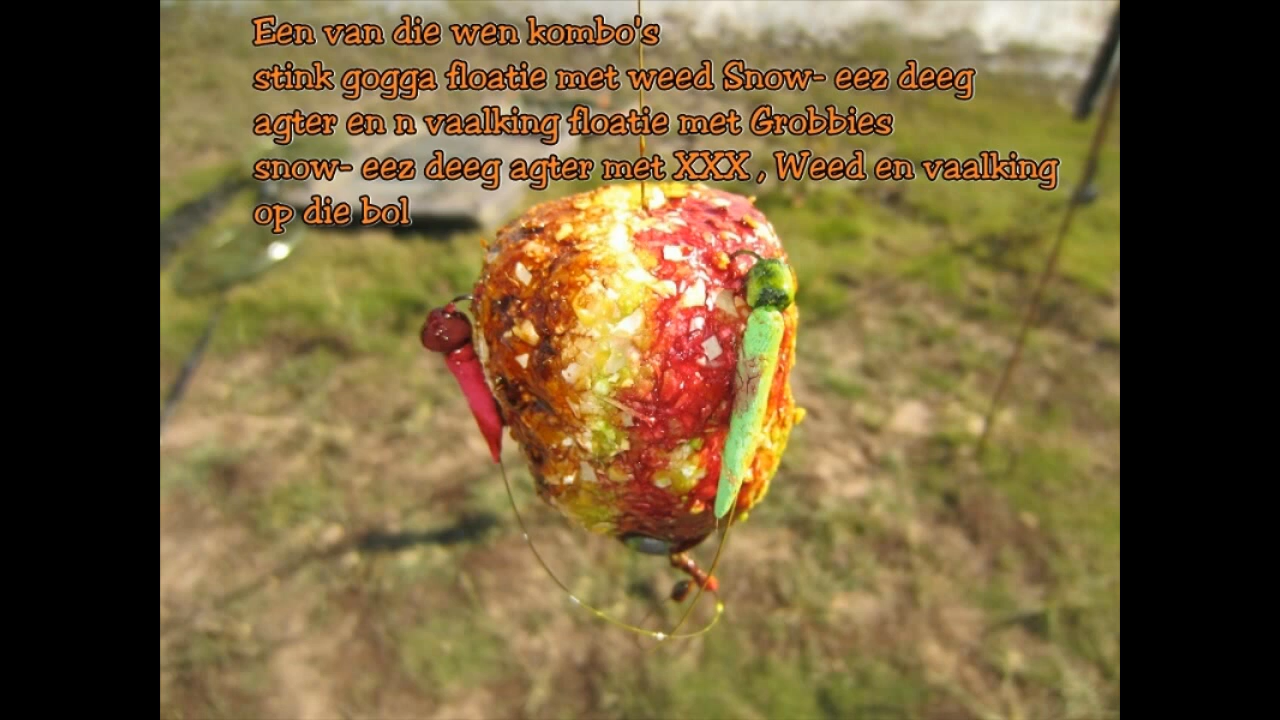 Een van die wen kombo's
stink gogga floatie met weed Snow- eez deeg
agter en n vaalking floatie met Grobbies
snow- eez deeg agter met XXX , Weed en vaalking
op die bol